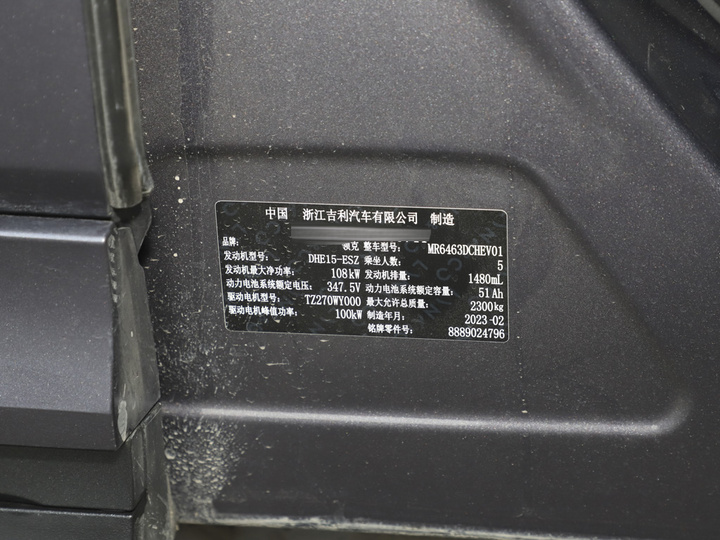 中国 浙江吉利汽车有限公司 制造
品牌: 领克 整车型号: MR6463DCHEV01
发动机型号: DHE15-ESZ 乘坐人数: 5
发动机最大净功率: 108kW 发动机排量: 1480mL
动力电池系统额定电压: 347.5V 动力电池系统额定容量: 51Ah
驱动电机型号: TZ270WY000 最大允许总质量: 2300kg
驱动电机峰值功率: 100kW 制造年月: 2023-02
铭牌零件号: 8889024796